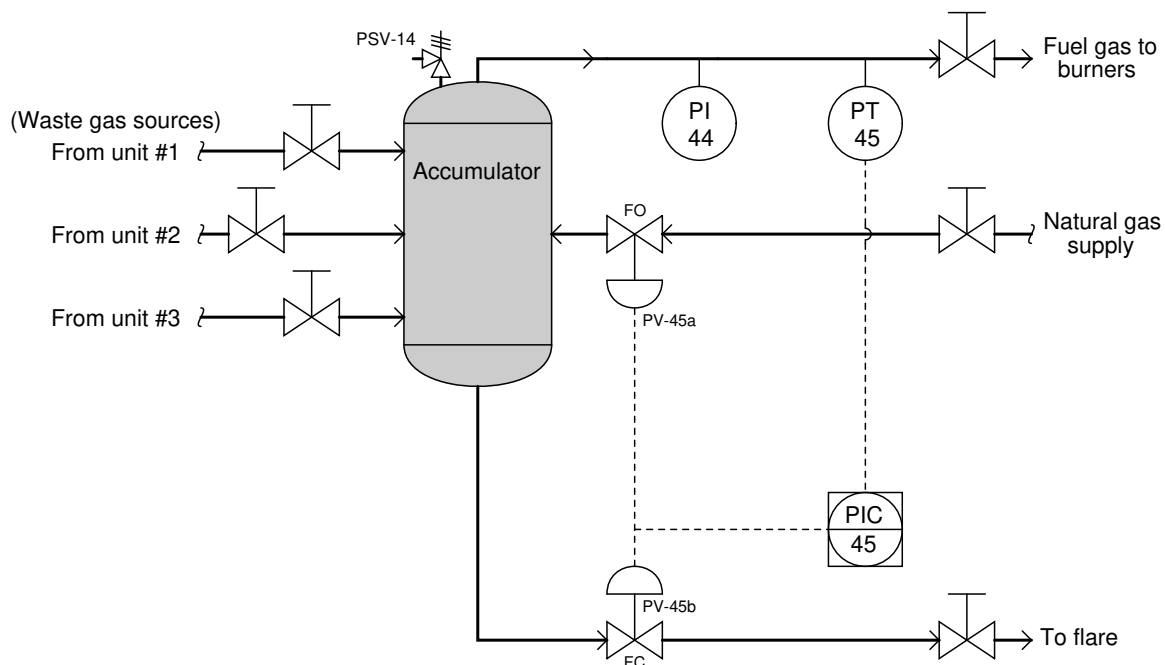 PSV-14
Fuel gas to
burners
PI
44
PT
45
(Waste gas sources)
From unit #1
Accumulator
From unit #2
FO
Natural gas
supply
From unit #3
PV-45a
PIC
45
PV-45b
FC
To flare